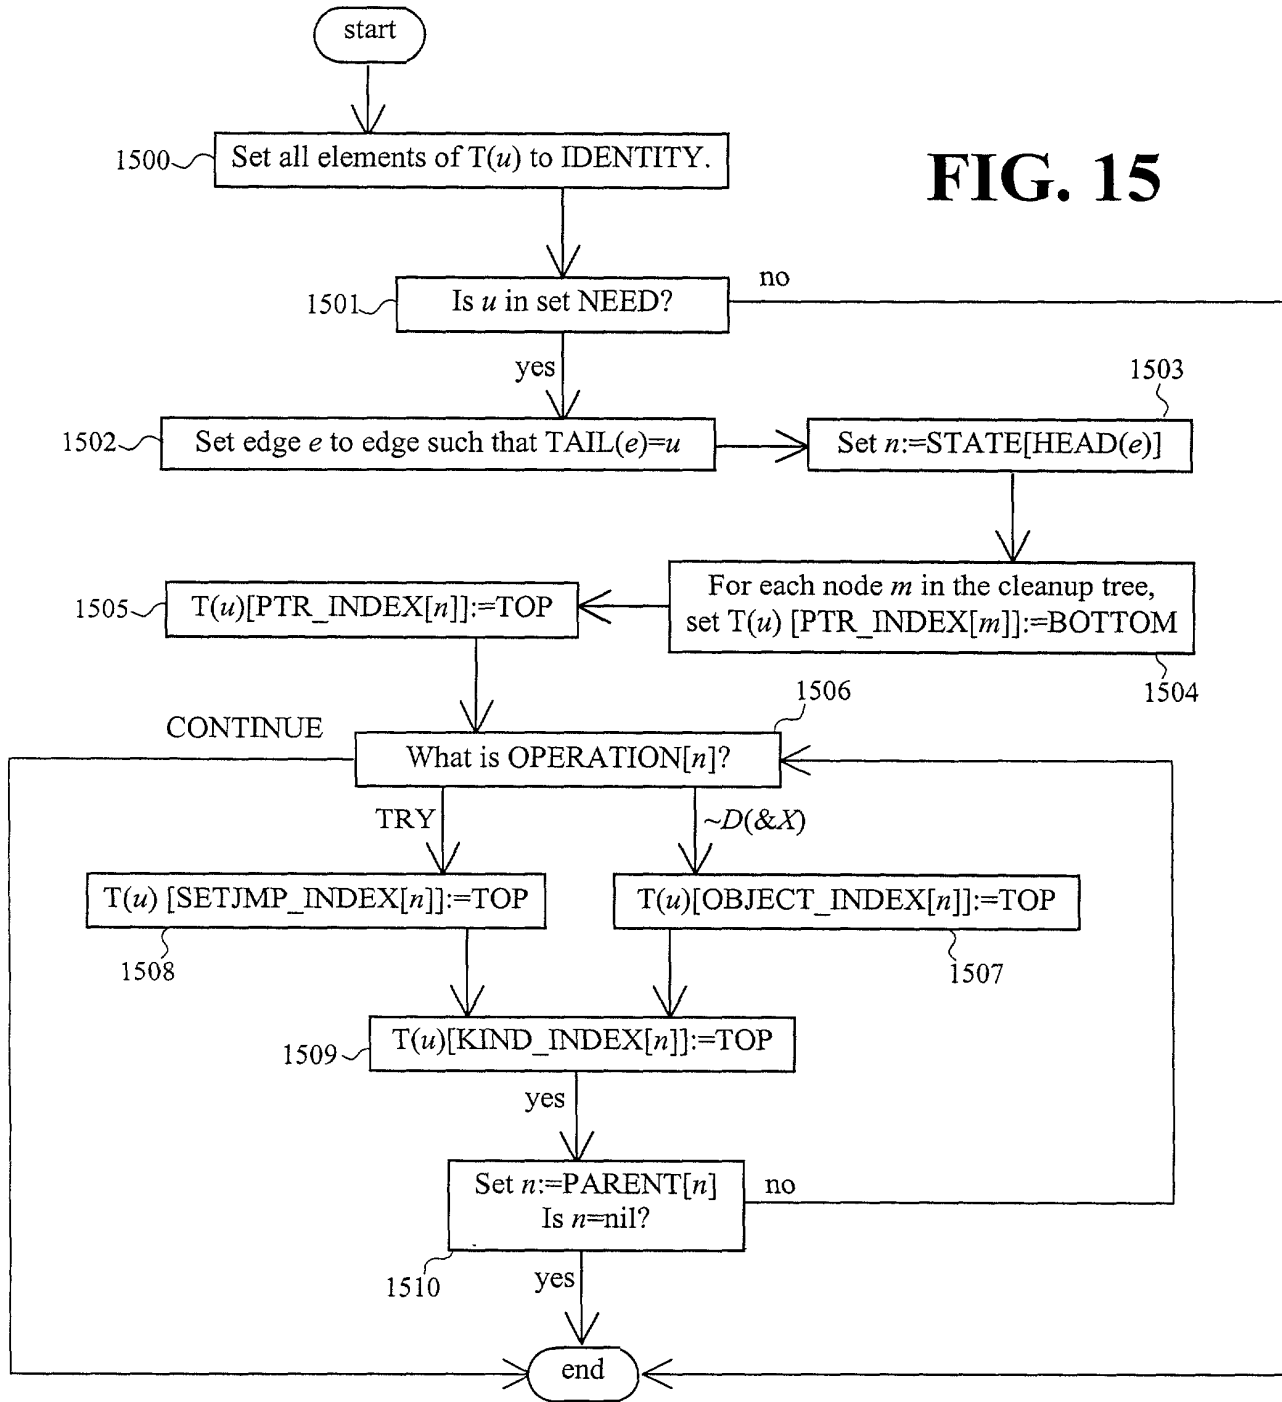 start
1500
Set all elements of T(u) to IDENTITY.
FIG. 15
1501
Is u in set NEED?
no
yes
1503
1502
Set edge e to edge such that TAIL(e)=u
Set n:=STATE[HEAD(e)]
1505
T(u)[PTR_INDEX[n]]:=TOP
For each node m in the cleanup tree,
set T(u) [PTR_INDEX[m]]:=BOTTOM
1504
1506
CONTINUE
What is OPERATION[n]?
TRY
~D(&X)
T(u) [SETJMP_INDEX[n]]:=TOP
T(u)[OBJECT_INDEX[n]]:=TOP
1508
1507
1509
T(u)[KIND_INDEX[n]]:=TOP
yes
Set n:=PARENT[n]
Is n=nil?
no
1510
yes
end